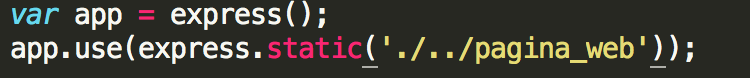 var app = express();
app.use(express.static('./../pagina_web'));